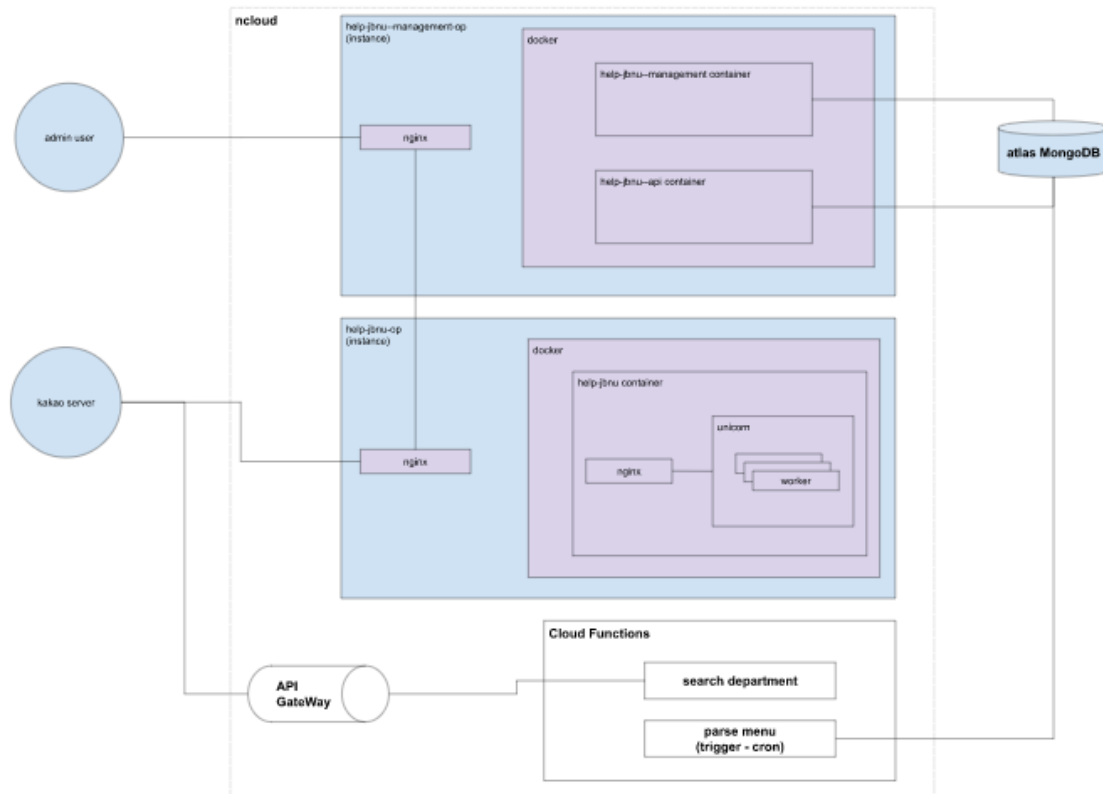 ncloud
help-jbnu--management-op
(instance)
docker
help-jbnu--management container
admin user
nginx
atlas MongoDB
help-jbnu--api container
help-jbnu-op
(instance)
docker
help-jbnu container
kakao server
unicorn
nginx
nginx
worker
Cloud Functions
API
GateWay
search department
parse menu
(trigger - cron)